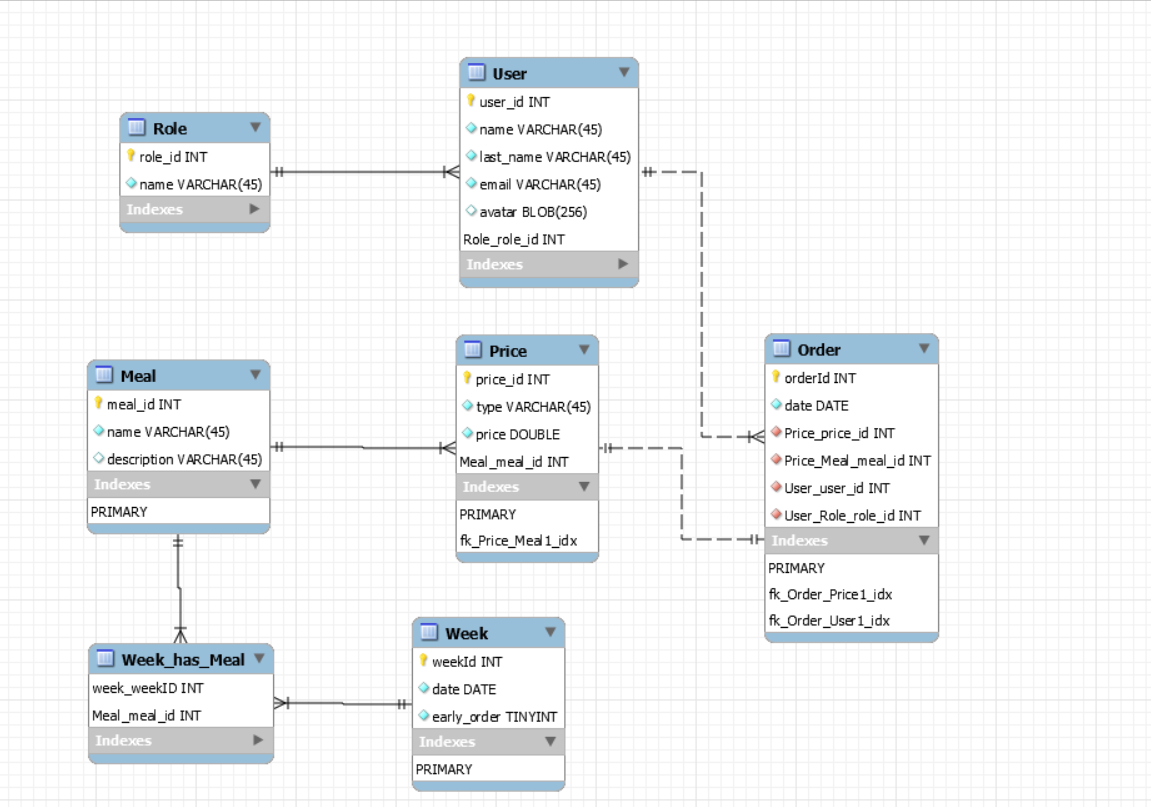 User
user_id INT
name VARCHAR(45)
last_name VARCHAR(45)
email VARCHAR(45)
avatar BLOB(256)
Role_role_id INT
Indexes
Role
role_id INT
name VARCHAR(45)
Indexes
Meal
meal_id INT
name VARCHAR(45)
description VARCHAR(45)
Indexes
PRIMARY
Price
price_id INT
type VARCHAR(45)
price DOUBLE
Meal_meal_id INT
Indexes
PRIMARY
fk_Price_Meal1_idx
Order
orderId INT
date DATE
Price_price_id INT
Price_Meal_meal_id INT
User_user_id INT
User_Role_role_id INT
Indexes
PRIMARY
fk_Order_Price1_idx
fk_Order_User1_idx
Week_has_Meal
week_weekID INT
Meal_meal_id INT
Indexes
Week
weekId INT
date DATE
early_order TINYINT
Indexes
PRIMARY